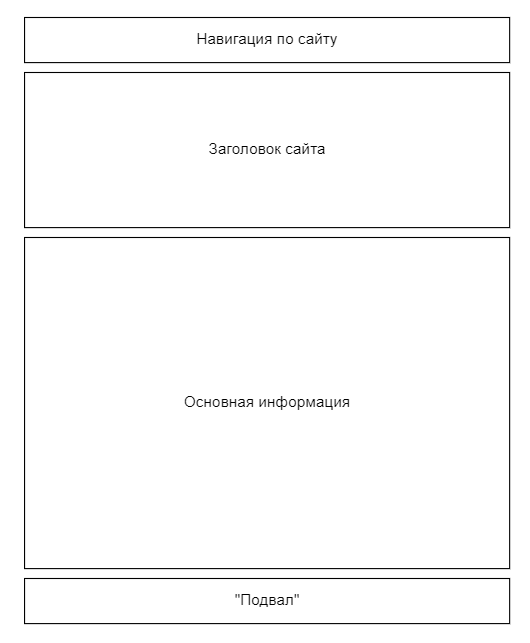 Навигация по сайту
Заголовок сайта
Основная информация
"Подвал"